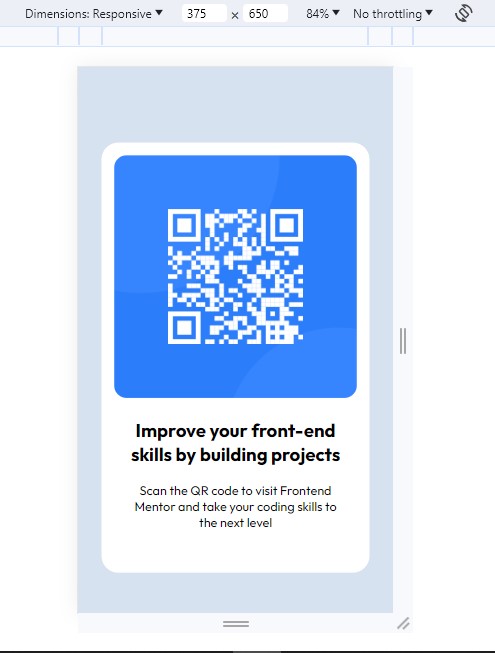 Dimensions: Responsive ▼ 375 x 650 84% ▼ No throttling ▼
Improve your front-end
skills by building projects
Scan the QR code to visit Frontend
Mentor and take your coding skills to
the next level